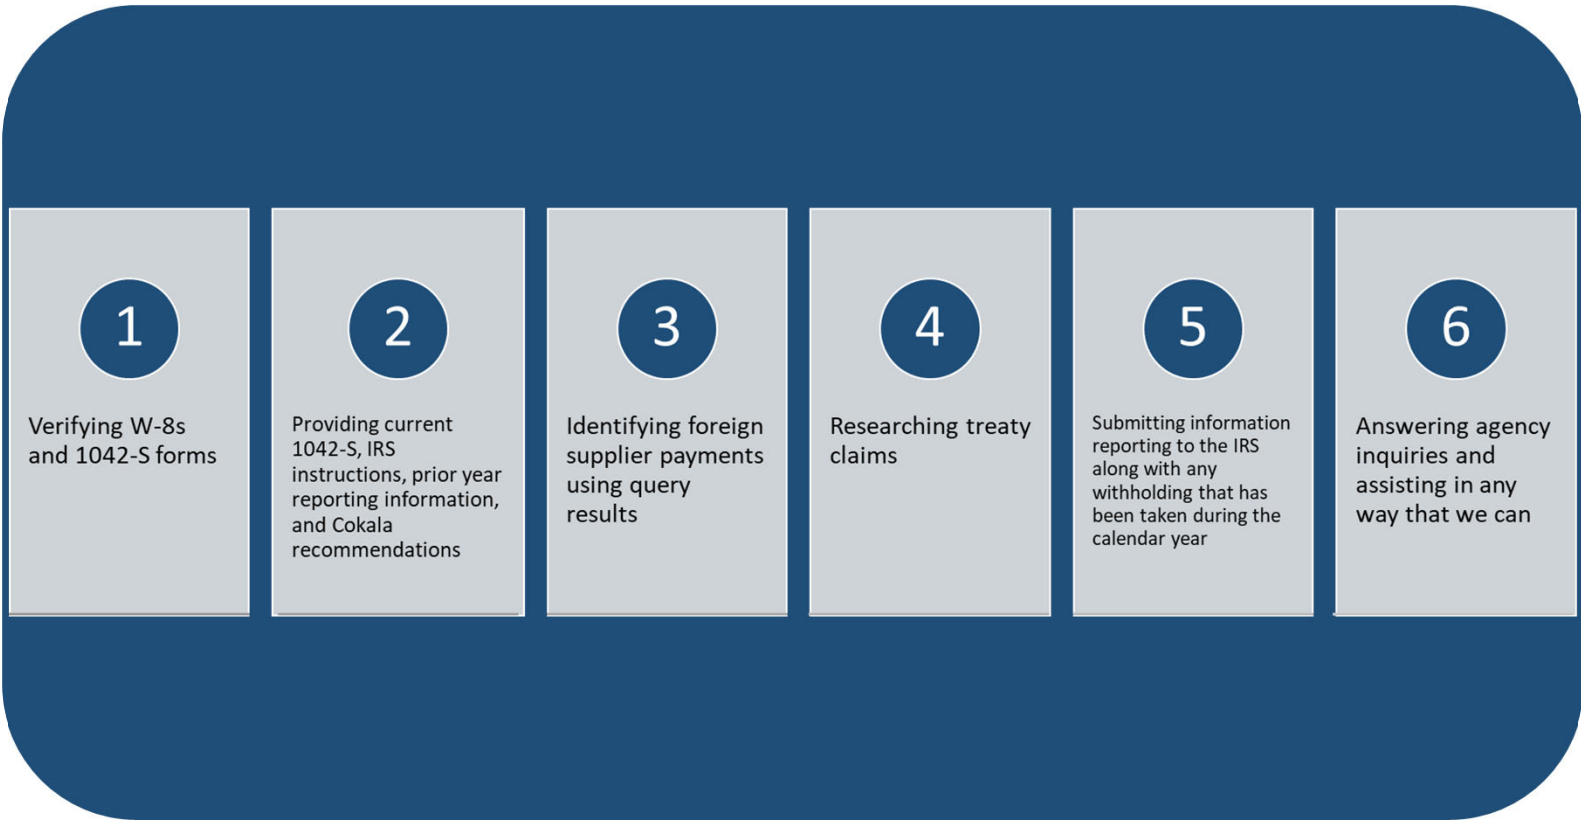 1
Verifying W-8s
and 1042-S forms
2
Providing current
1042-S, IRS
instructions, prior year
reporting information,
and Cokala
recommendations
3
Identifying foreign
supplier payments
using query
results
4
Researching treaty
claims
5
Submitting information
reporting to the IRS
along with any
withholding that has
been taken during the
calendar year
6
Answering agency
inquiries and
assisting in any
way that we can